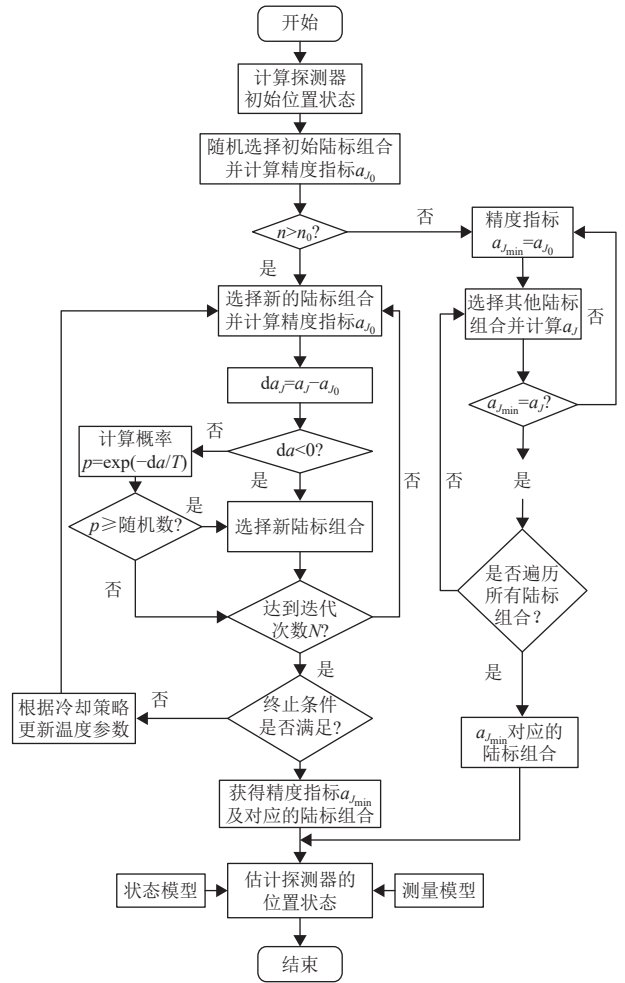 开始
计算探测器
初始位置状态
随机选择初始陆标组合
并计算精度指标a_{J_0}
n>n_0?
否
是
精度指标
a_{J_{min}}=a_{J_0}
选择新的陆标组合
并计算精度指标a_{J_0}
选择其他陆标
组合并计算a_J
否
da_J=a_J−a_{J_0}
a_{J_{min}}=a_J?
计算概率
p=exp(−da/T)
否
da<0?
是
否
否
是
p≥随机数?
是
选择新陆标组合
否
达到迭代
次数N?
是否遍历
所有陆标
组合？
是
是
根据冷却策略
更新温度参数
否
终止条件
是否满足?
a_{J_{min}}对应的
陆标组合
获得精度指标a_{J_{min}}
及对应的陆标组合
状态模型
估计探测器的
位置状态
测量模型
结束